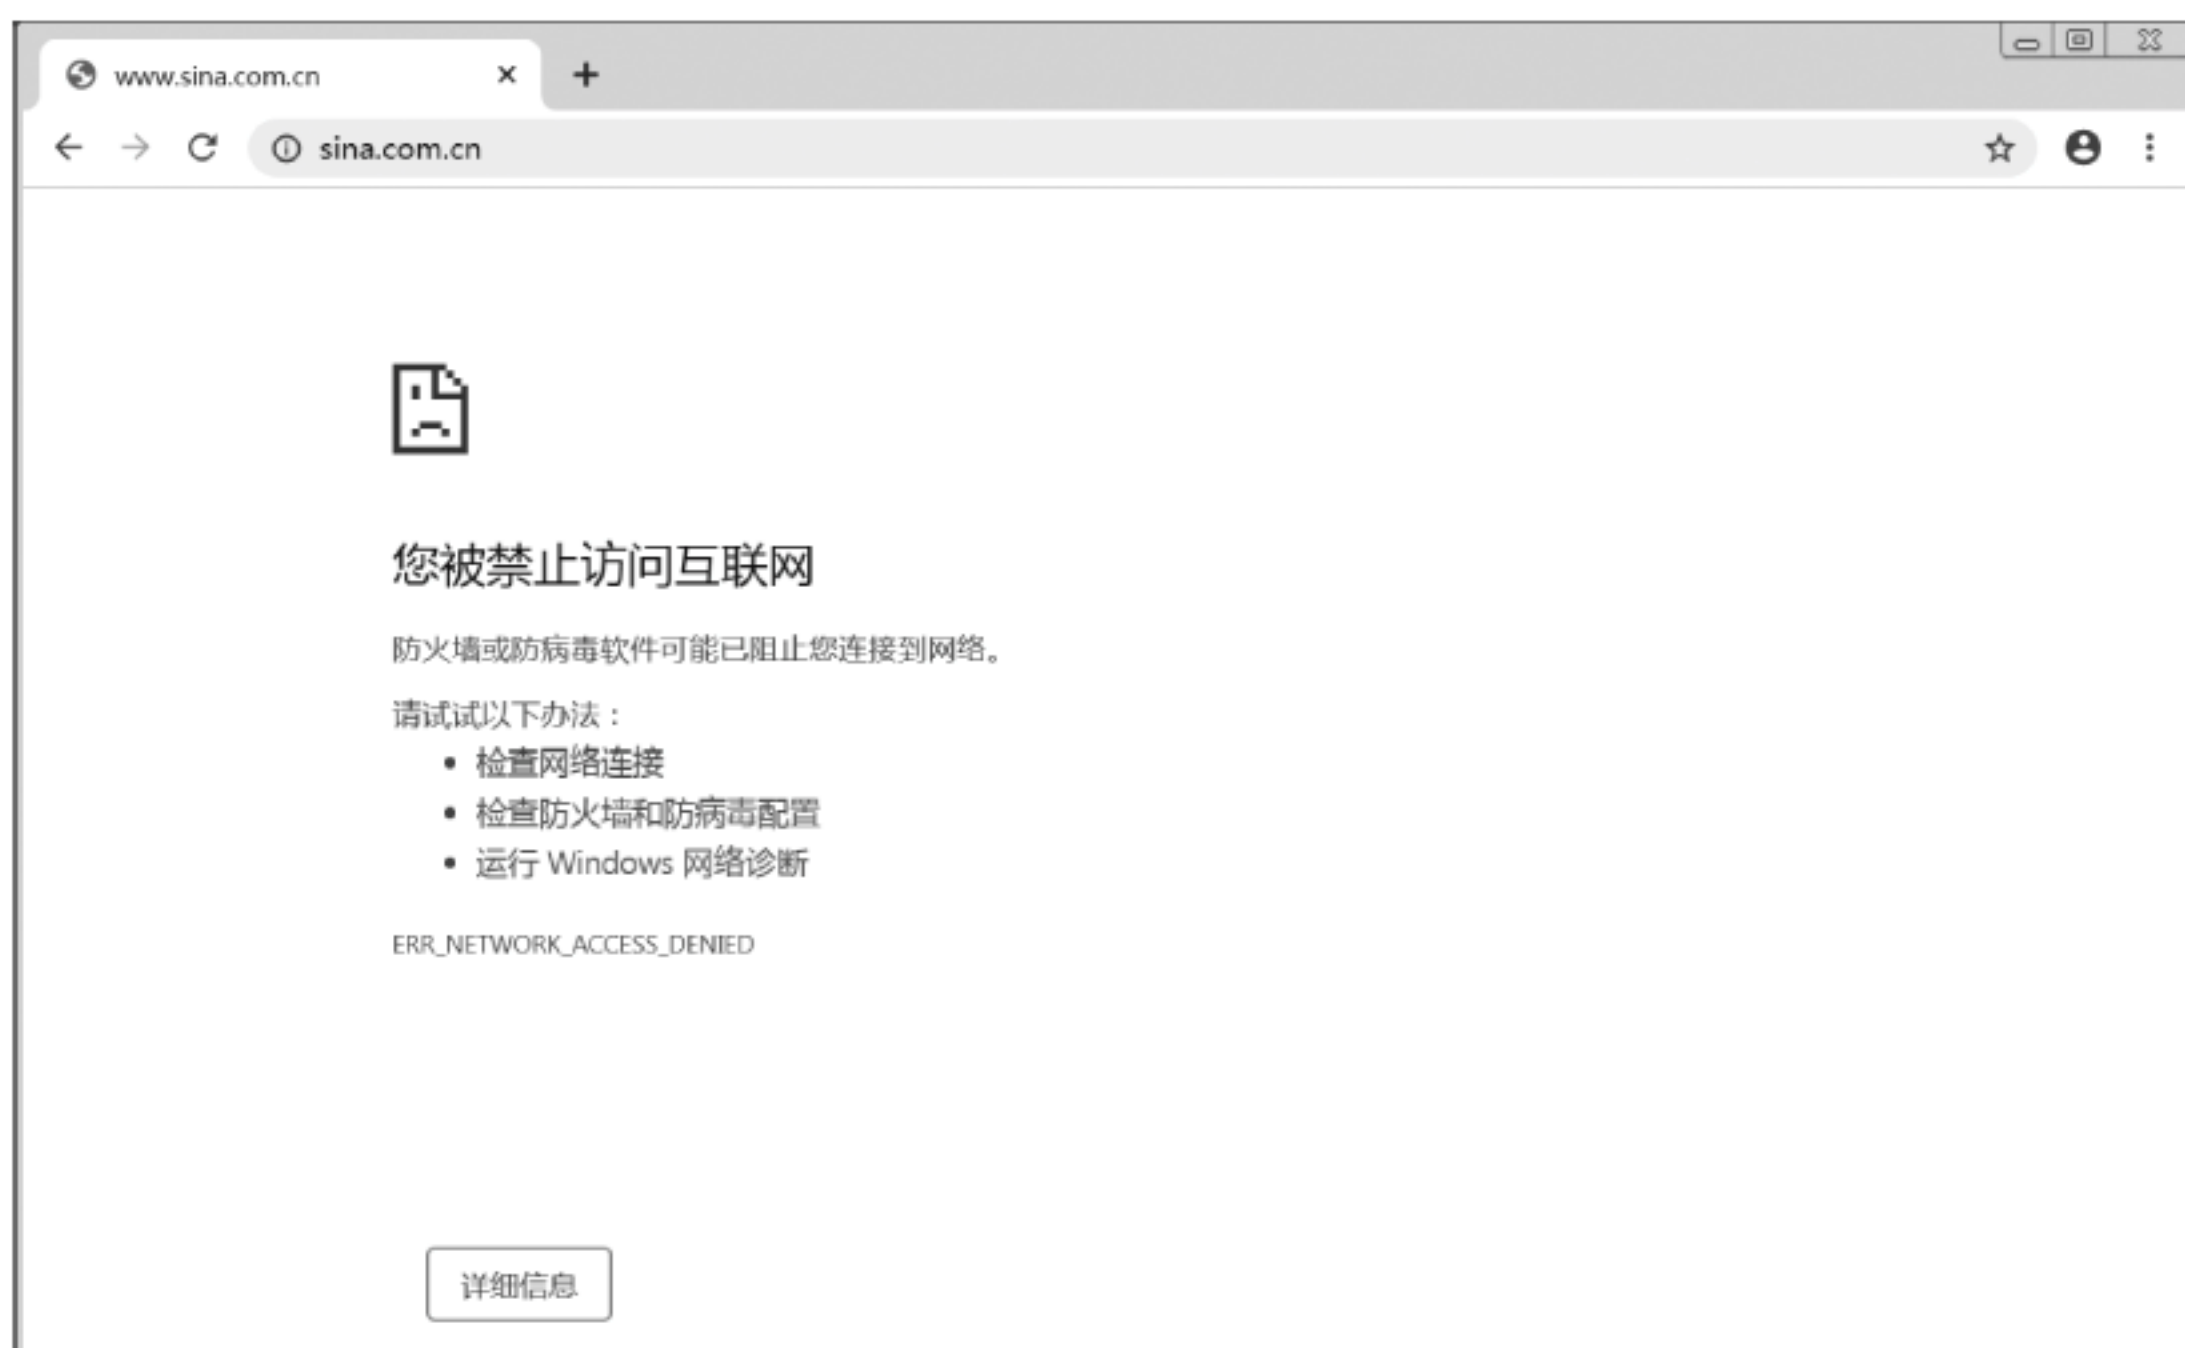 www.sina.com.cn
sina.com.cn
您被禁止访问互联网
防火墙或防病毒软件可能已阻止您连接到网络。
请试试以下办法：
• 检查网络连接
• 检查防火墙和防病毒配置
• 运行 Windows 网络诊断
ERR_NETWORK_ACCESS_DENIED
详细信息